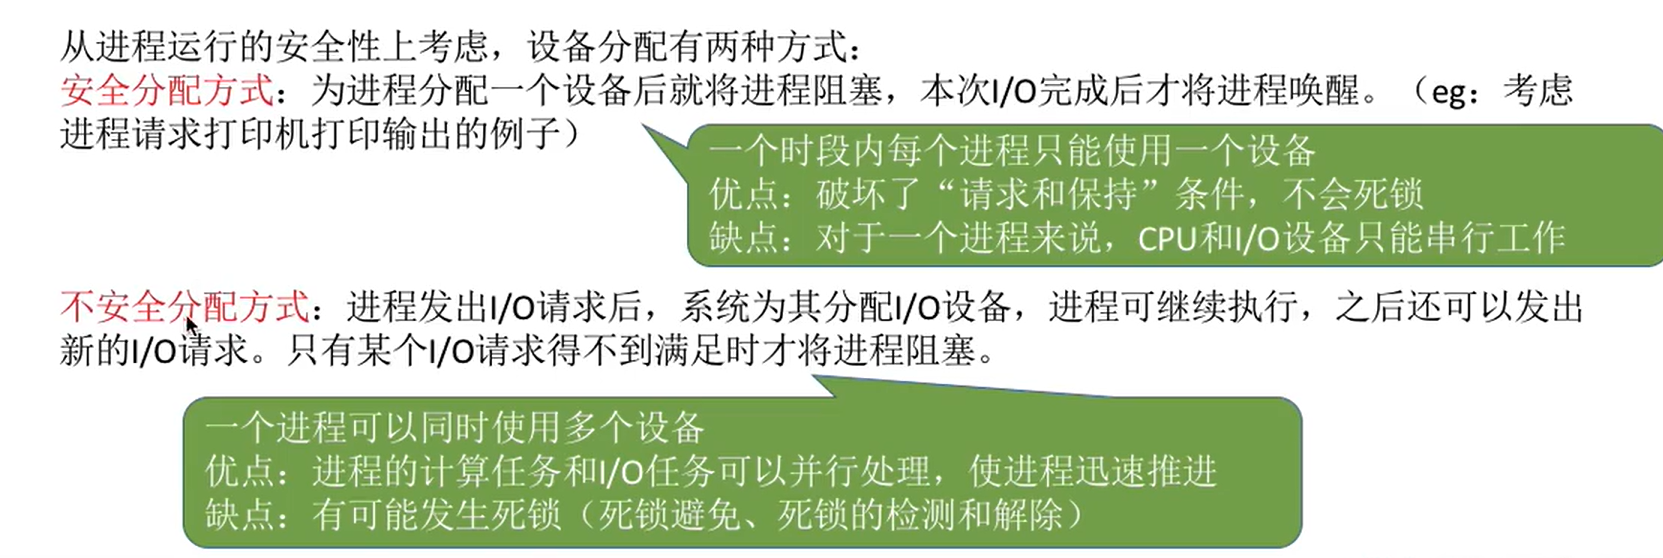 从进程运行的安全性上考虑，设备分配有两种方式：
安全分配方式：为进程分配一个设备后就将进程阻塞，本次I/O完成后才将进程唤醒。（eg：考虑
进程请求打印机打印输出的例子）
一个时段内每个进程只能使用一个设备
优点：破坏了“请求和保持”条件，不会死锁
缺点：对于一个进程来说，CPU和I/O设备只能串行工作
不安全分配方式：进程发出I/O请求后，系统为其分配I/O设备，进程可继续执行，之后还可以发出
新的I/O请求。只有某个I/O请求得不到满足时才将进程阻塞。
一个进程可以同时使用多个设备
优点：进程的计算任务和I/O任务可以并行处理，使进程迅速推进
缺点：有可能发生死锁（死锁避免、死锁的检测和解除）